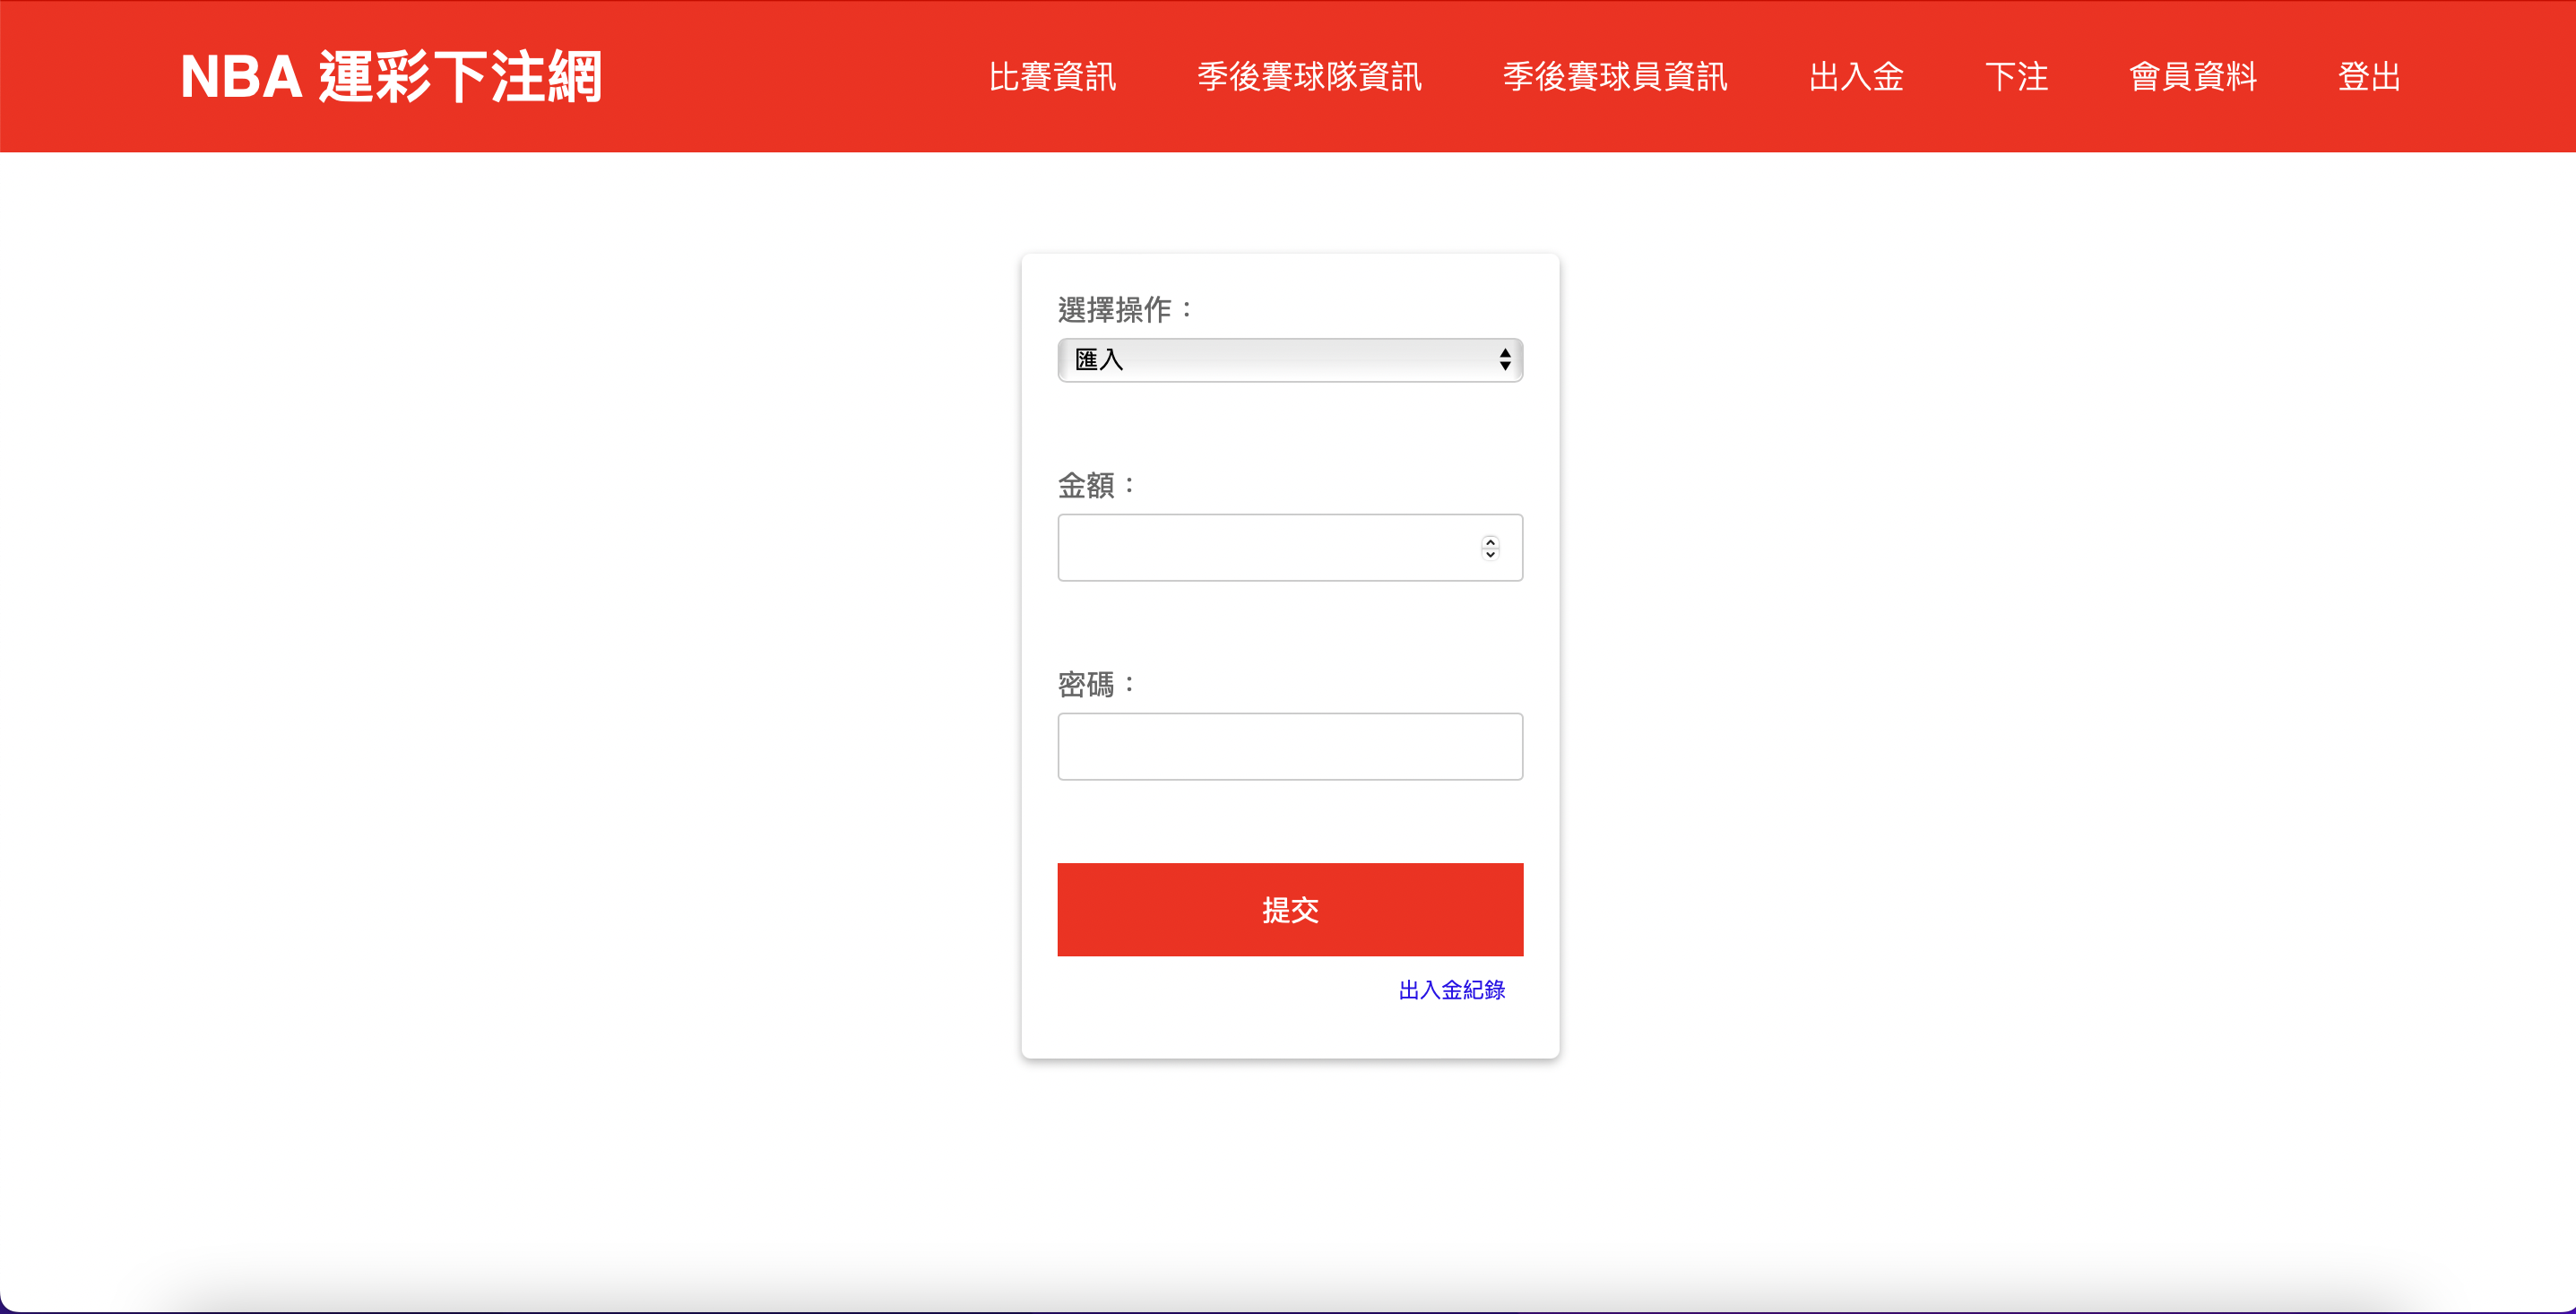 NBA 運彩下注網
比賽資訊 季後賽球隊資訊 季後賽球員資訊 出入金 下注 會員資料 登出
選擇操作：
匯入
金額：
密碼：
提交
出入金紀錄